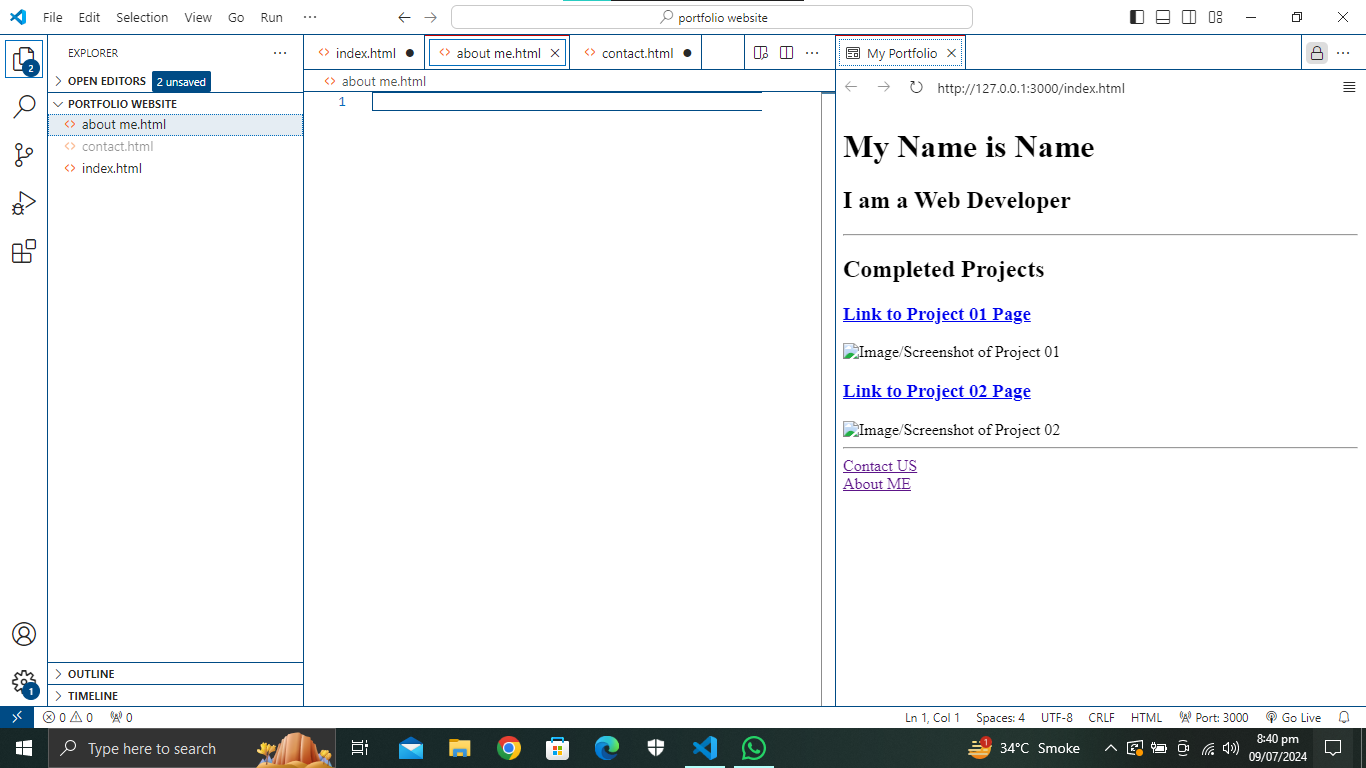 File Edit Selection View Go Run ···
portfolio website
2
EXPLORER
OPEN EDITORS 2 unsaved
PORTFOLIO WEBSITE
about me.html
contact.html
index.html
OUTLINE
TIMELINE
1
index.html
about me.html
contact.html
about me.html
1
My Portfolio
http://127.0.0.1:3000/index.html
My Name is Name
I am a Web Developer
Completed Projects
Link to Project 01 Page
Image/Screenshot of Project 01
Link to Project 02 Page
Image/Screenshot of Project 02
Contact US
About ME
0 0 0
Ln 1, Col 1 Spaces: 4 UTF-8 CRLF HTML Port: 3000 Go Live
Type here to search
1
34°C Smoke
8:40 pm
09/07/2024